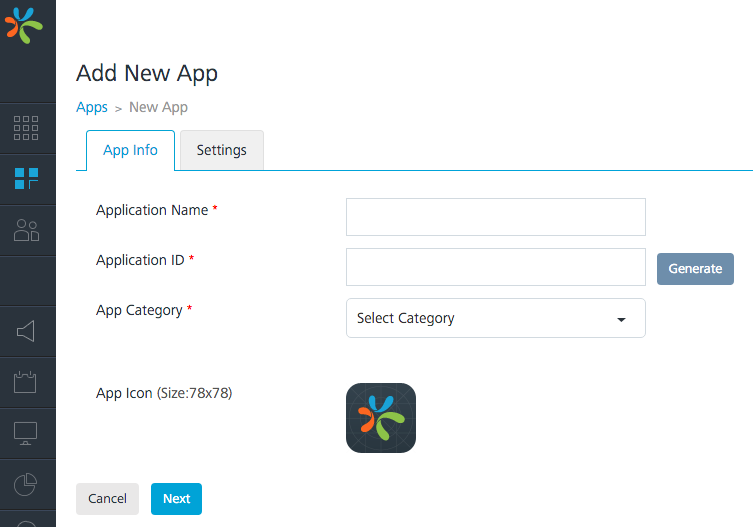 Add New App
Apps > New App
App Info Settings
Application Name *
Application ID * Generate
App Category * Select Category
App Icon (Size:78x78)
Cancel Next